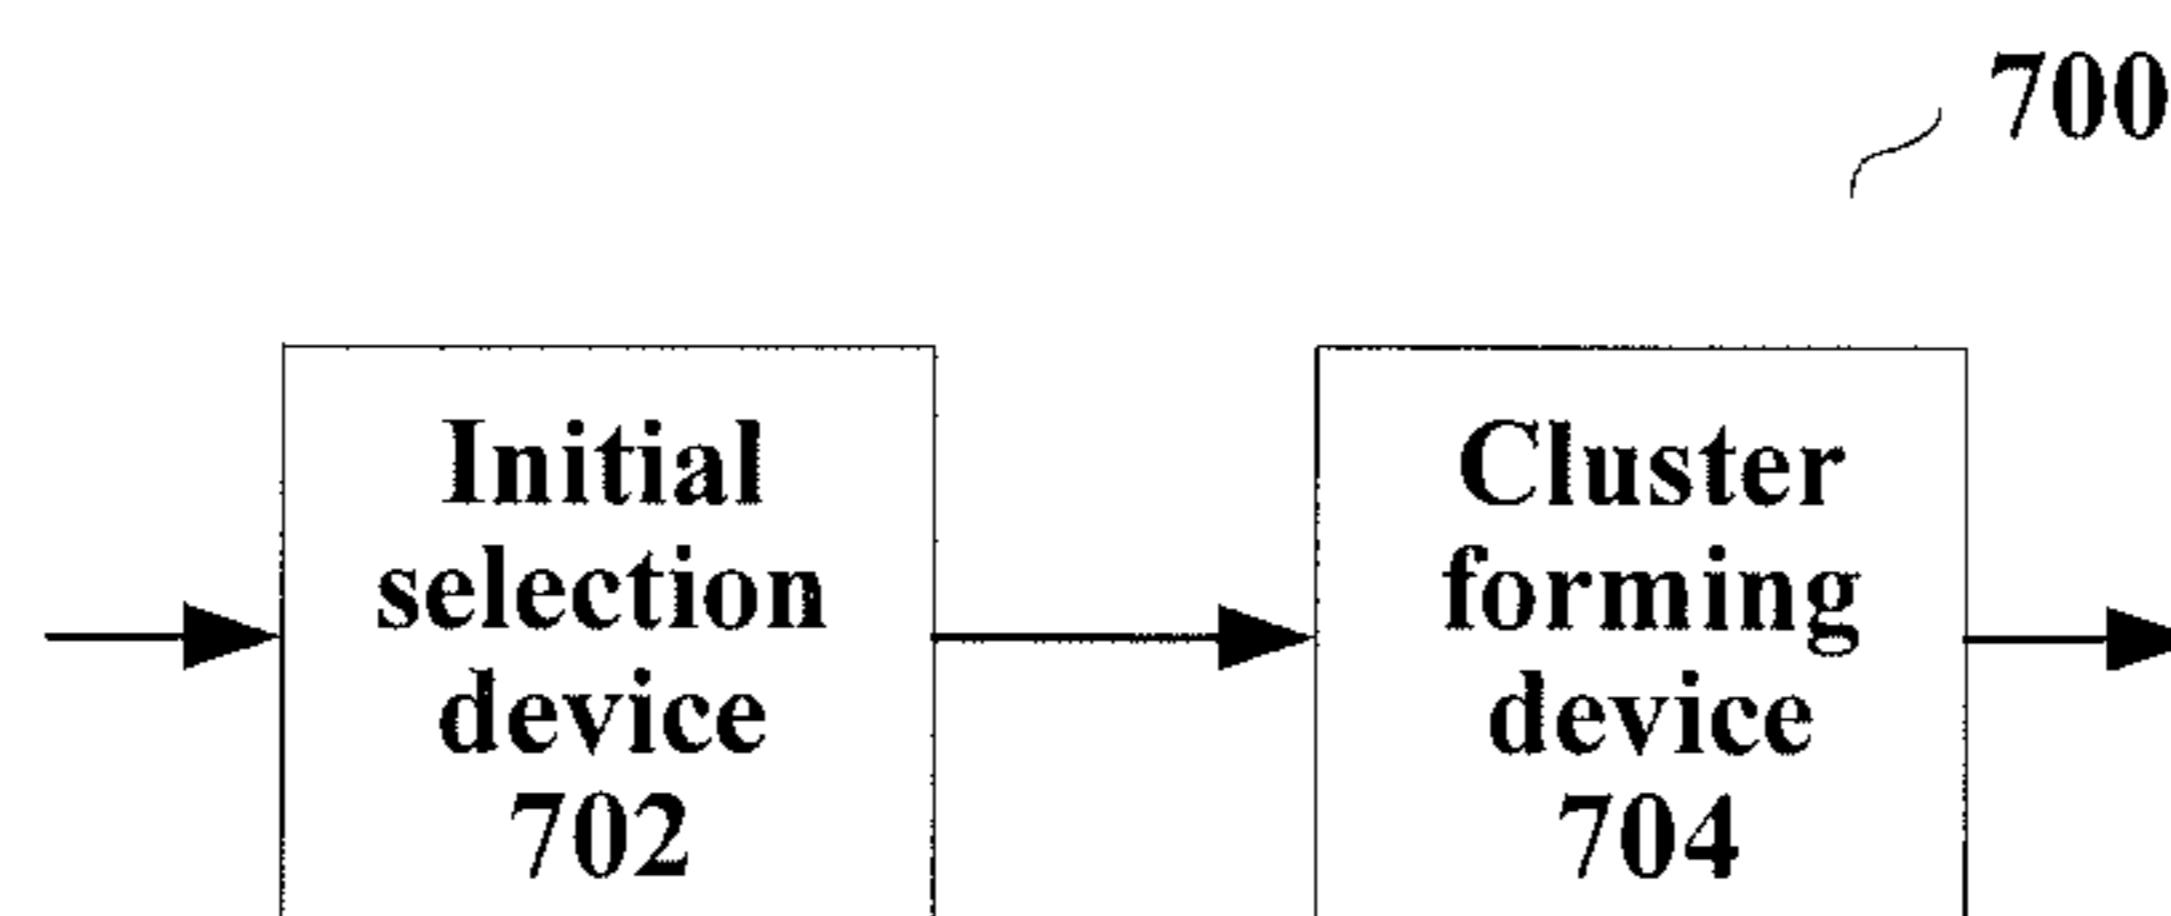 700
Initial
selection
device
702
Cluster
forming
device
704